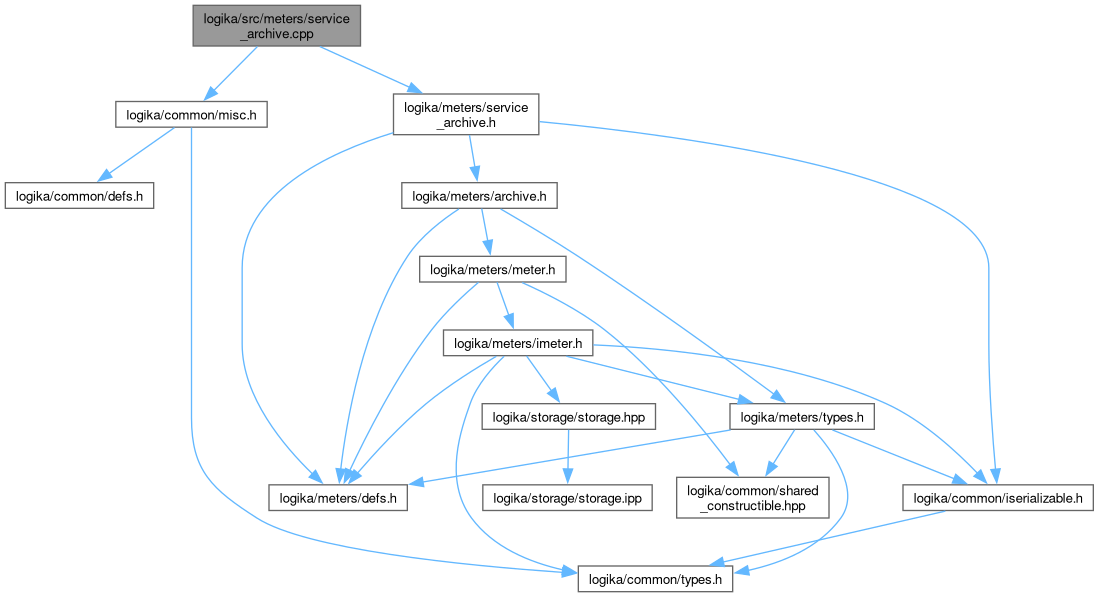 logika/src/meters/service
_archive.cpp
logika/common/misc.h
logika/meters/service
_archive.h
logika/common/defs.h
logika/meters/archive.h
logika/meters/meter.h
logika/meters/imeter.h
logika/storage/storage.hpp
logika/meters/types.h
logika/meters/defs.h
logika/storage/storage.ipp
logika/common/shared
_constructible.hpp
logika/common/iserializable.h
logika/common/types.h